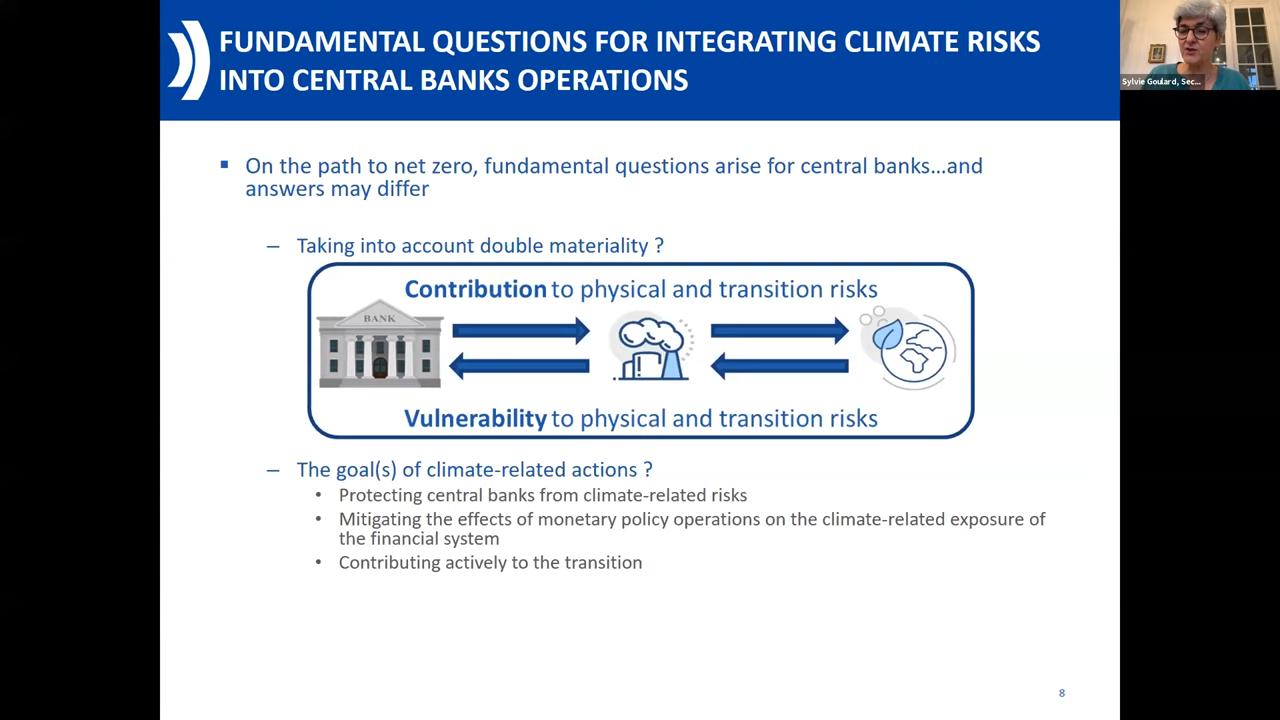 FUNDAMENTAL QUESTIONS FOR INTEGRATING CLIMATE RISKS
INTO CENTRAL BANKS OPERATIONS
Sylvie Goulard, Sec...
▪ On the path to net zero, fundamental questions arise for central banks...and
answers may differ
– Taking into account double materiality ?
Contribution to physical and transition risks
BANK
Vulnerability to physical and transition risks
– The goal(s) of climate-related actions ?
• Protecting central banks from climate-related risks
• Mitigating the effects of monetary policy operations on the climate-related exposure of
the financial system
• Contributing actively to the transition
8